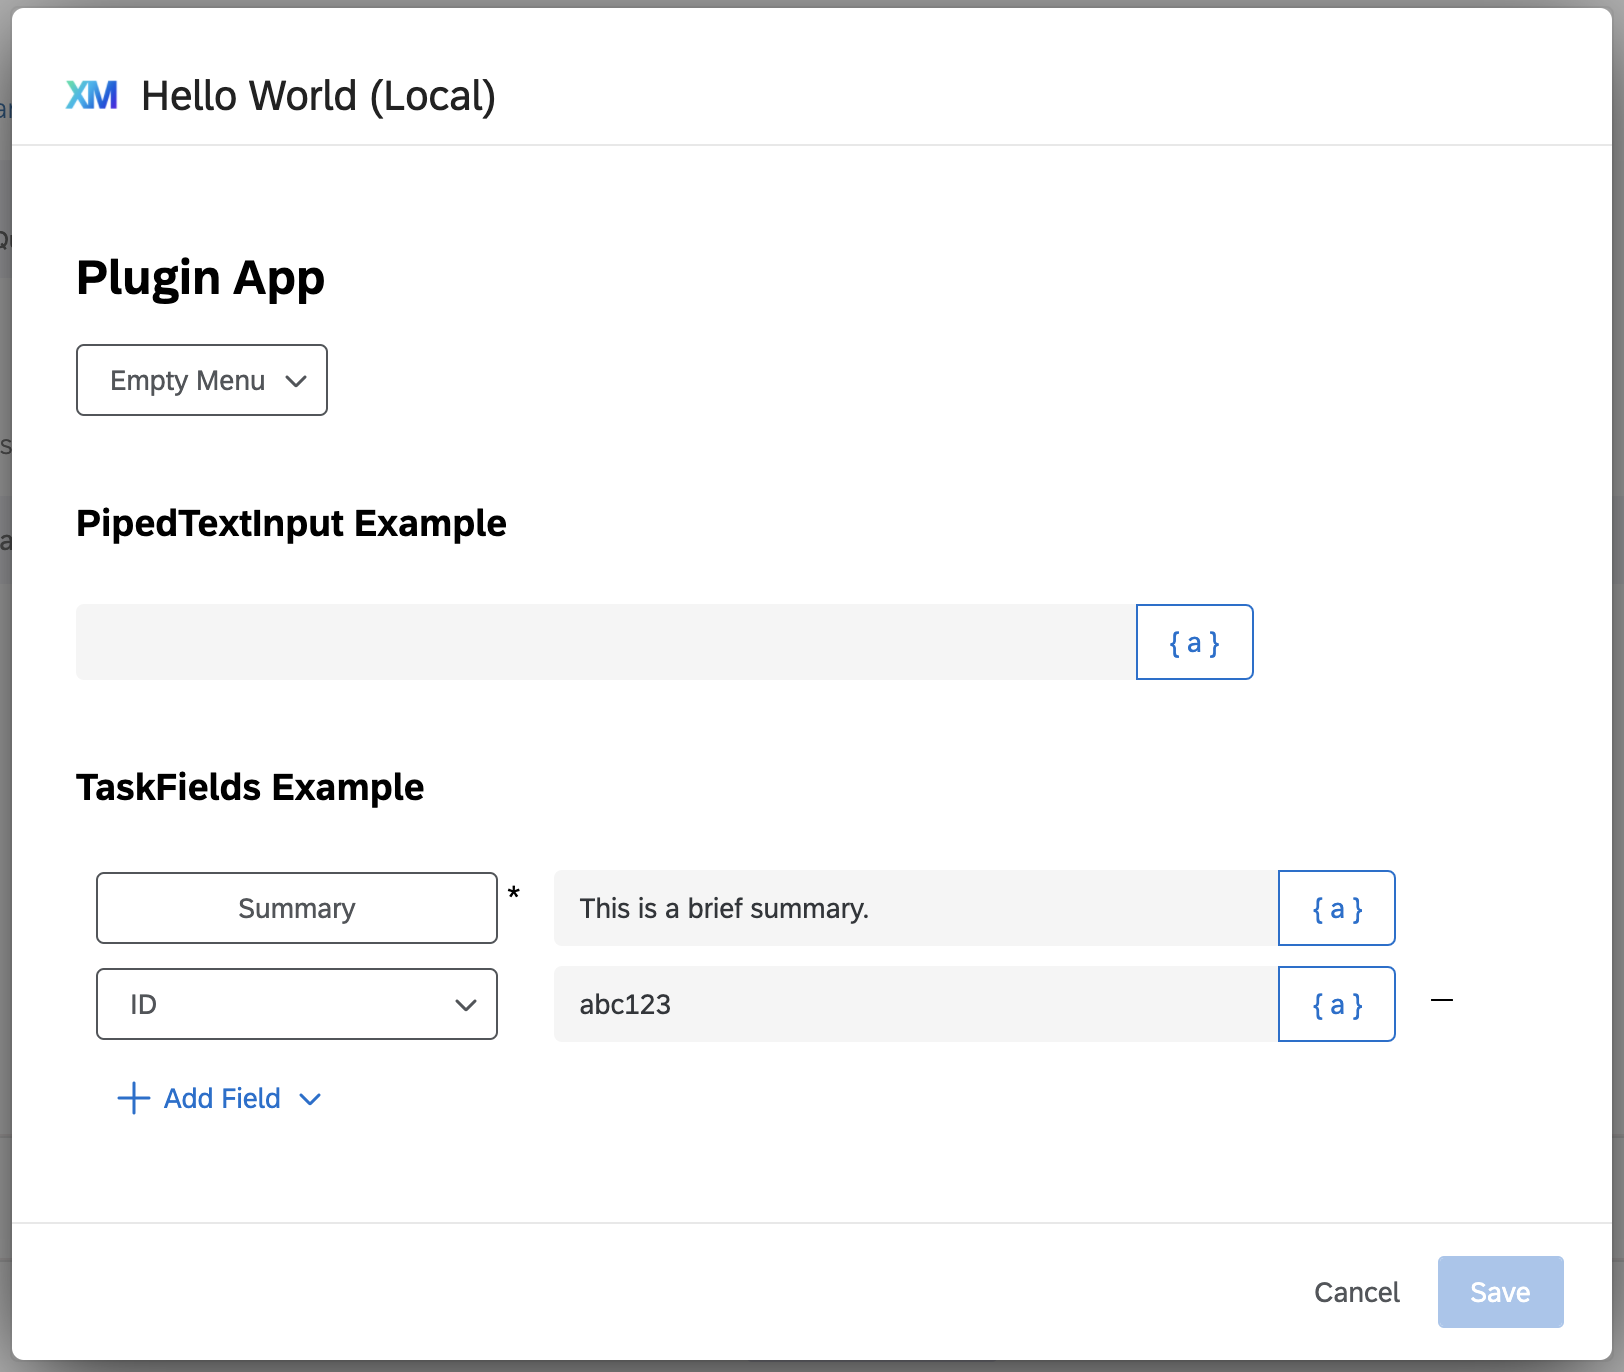 XM Hello World (Local)
Plugin App
Empty Menu
PipedTextInput Example
{ a }
TaskFields Example
Summary * This is a brief summary. { a }
ID abc123 { a }
Add Field
Cancel Save